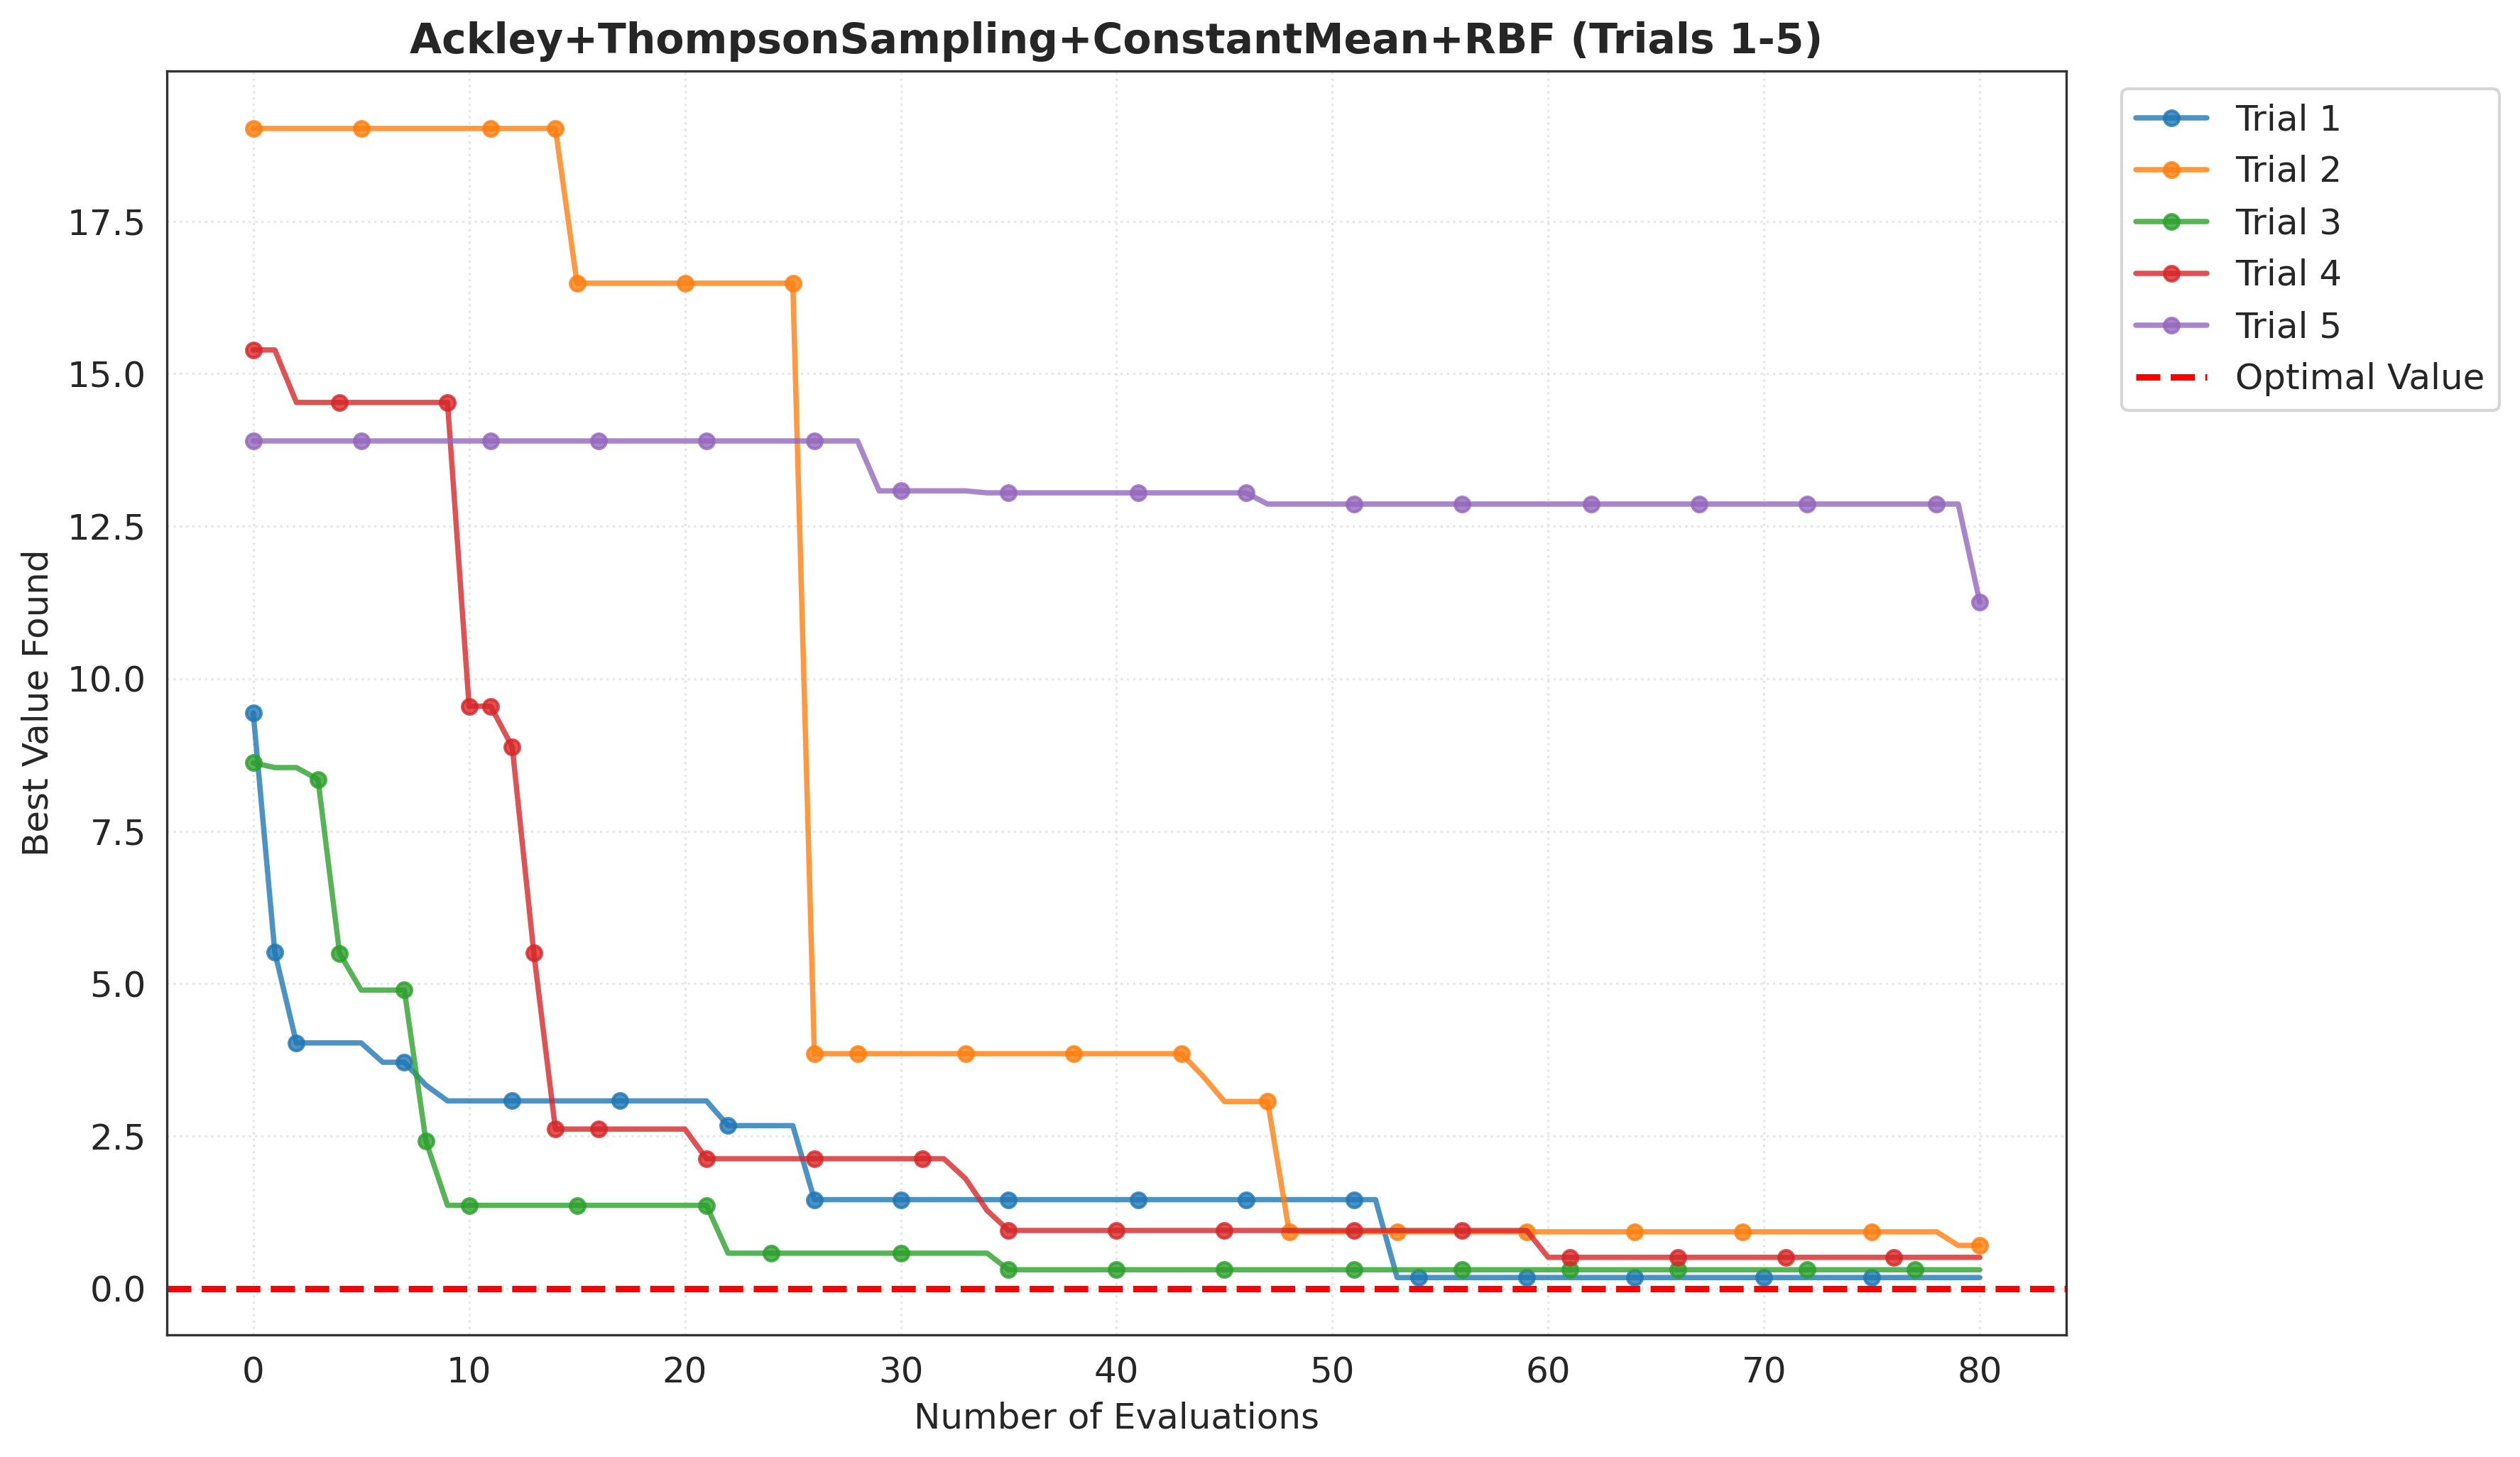 Ackley+ThompsonSampling+ConstantMean+RBF (Trials 1-5)
Trial 1
Trial 2
Trial 3
Trial 4
Trial 5
Optimal Value
Best Value Found
17.5
15.0
12.5
10.0
7.5
5.0
2.5
0.0
0 10 20 30 40 50 60 70 80
Number of Evaluations